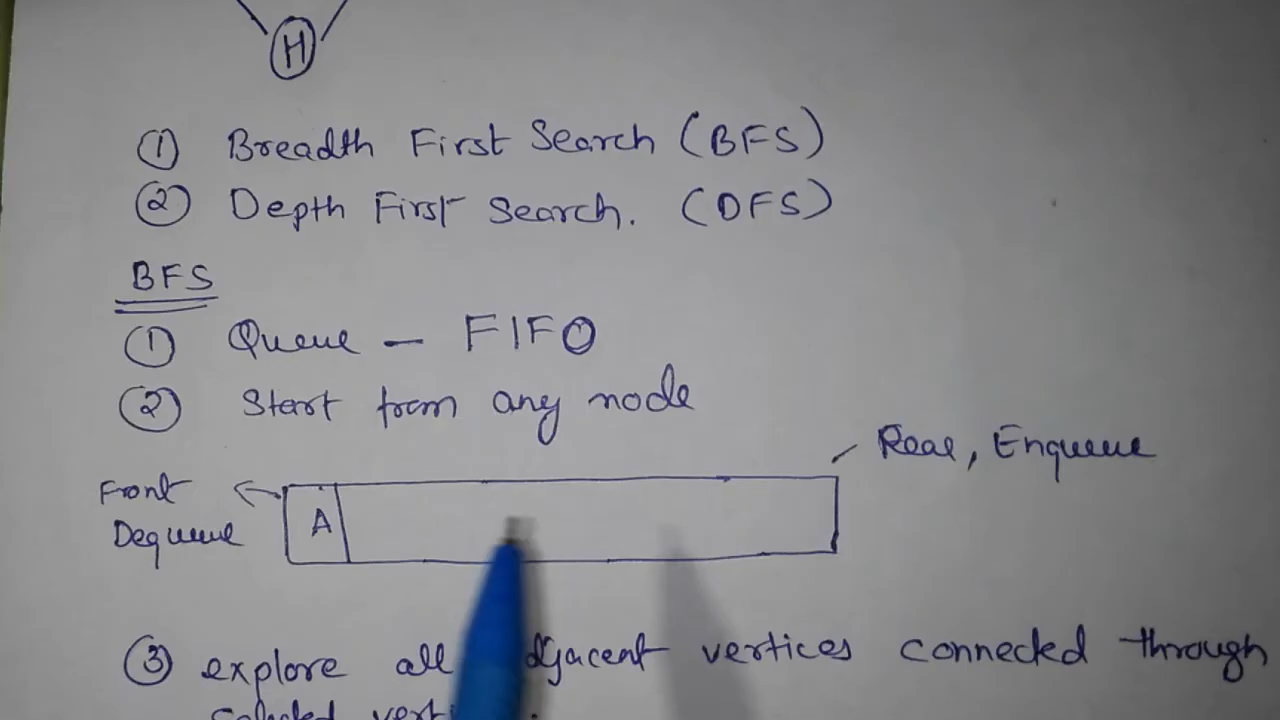 H
① Breadth First Search (BFS)
② Depth First Search. (DFS)
BFS
① Queue - FIFO
② Start from any node
Rear, Enqueue
Front
Dequeue
A
③ explore all adjacent vertices connected through